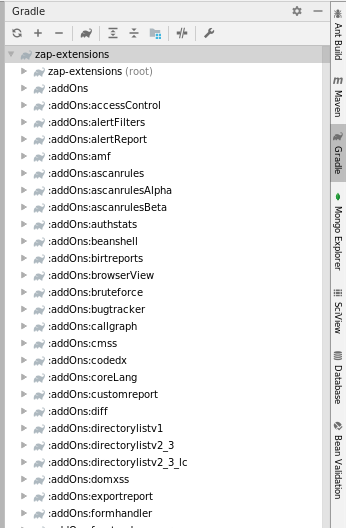 Gradle
zap-extensions
zap-extensions (root)
:addOns
:addOns:accessControl
:addOns:alertFilters
:addOns:alertReport
:addOns:amf
:addOns:ascanrules
:addOns:ascanrulesAlpha
:addOns:ascanrulesBeta
:addOns:authstats
:addOns:beanshell
:addOns:birtreports
:addOns:browserView
:addOns:bruteforce
:addOns:bugtracker
:addOns:callgraph
:addOns:cmss
:addOns:codedx
:addOns:coreLang
:addOns:customreport
:addOns:diff
:addOns:directorylistv1
:addOns:directorylistv2_3
:addOns:directorylistv2_3_lc
:addOns:domxss
:addOns:exportreport
:addOns:formhandler
Ant Build
Maven
Gradle
Mongo Explorer
SciView
Database
Bean Validation